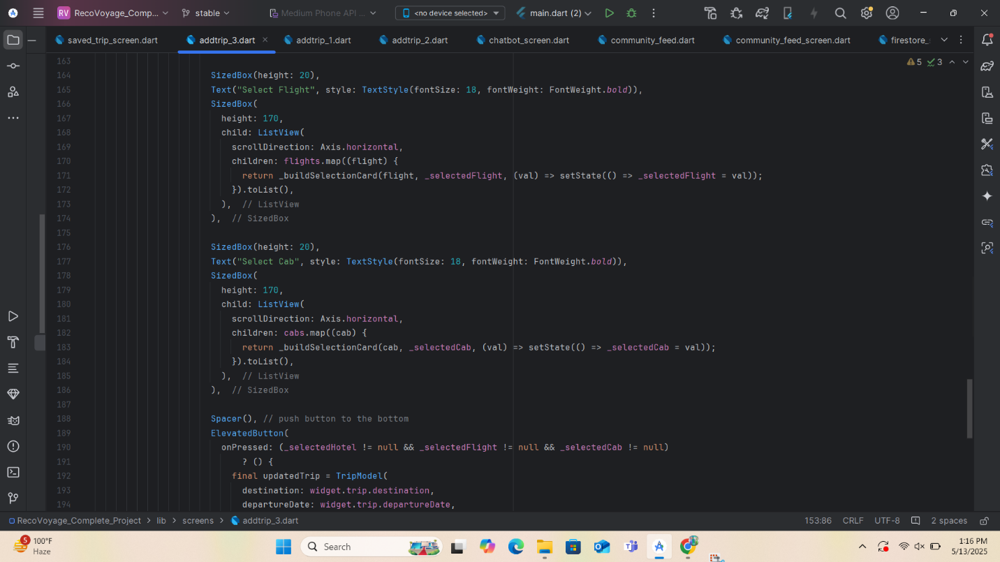 RV RecoVoyage_Comp... stable Medium Phone API ... <no device selected> main.dart (2)
saved_trip_screen.dart addtrip_3.dart addtrip_1.dart addtrip_2.dart chatbot_screen.dart community_feed.dart community_feed_screen.dart firestore_
5 3
163
164 SizedBox(height: 20),
165 Text("Select Flight", style: TextStyle(fontSize: 18, fontWeight: FontWeight.bold)),
166 SizedBox(
167 height: 170,
168 child: ListView(
169 scrollDirection: Axis.horizontal,
170 children: flights.map((flight) {
171 return _buildSelectionCard(flight, _selectedFlight, (val) => setState(() => _selectedFlight = val));
172 }).toList(),
173 ), // ListView
174 ), // SizedBox
175
176 SizedBox(height: 20),
177 Text("Select Cab", style: TextStyle(fontSize: 18, fontWeight: FontWeight.bold)),
178 SizedBox(
179 height: 170,
180 child: ListView(
181 scrollDirection: Axis.horizontal,
182 children: cabs.map((cab) {
183 return _buildSelectionCard(cab, _selectedCab, (val) => setState(() => _selectedCab = val));
184 }).toList(),
185 ), // ListView
186 ), // SizedBox
187
188 Spacer(), // push button to the bottom
189 ElevatedButton(
190 onPressed: (_selectedHotel != null && _selectedFlight != null && _selectedCab != null)
191 ? () {
192 final updatedTrip = TripModel(
193 destination: widget.trip.destination,
194 departureDate: widget.trip.departureDate,
RecoVoyage_Complete_Project > lib > screens > addtrip_3.dart 153:86 CRLF UTF-8 2 spaces
5 100°F
Haze
Search
1:16 PM
5/13/2025